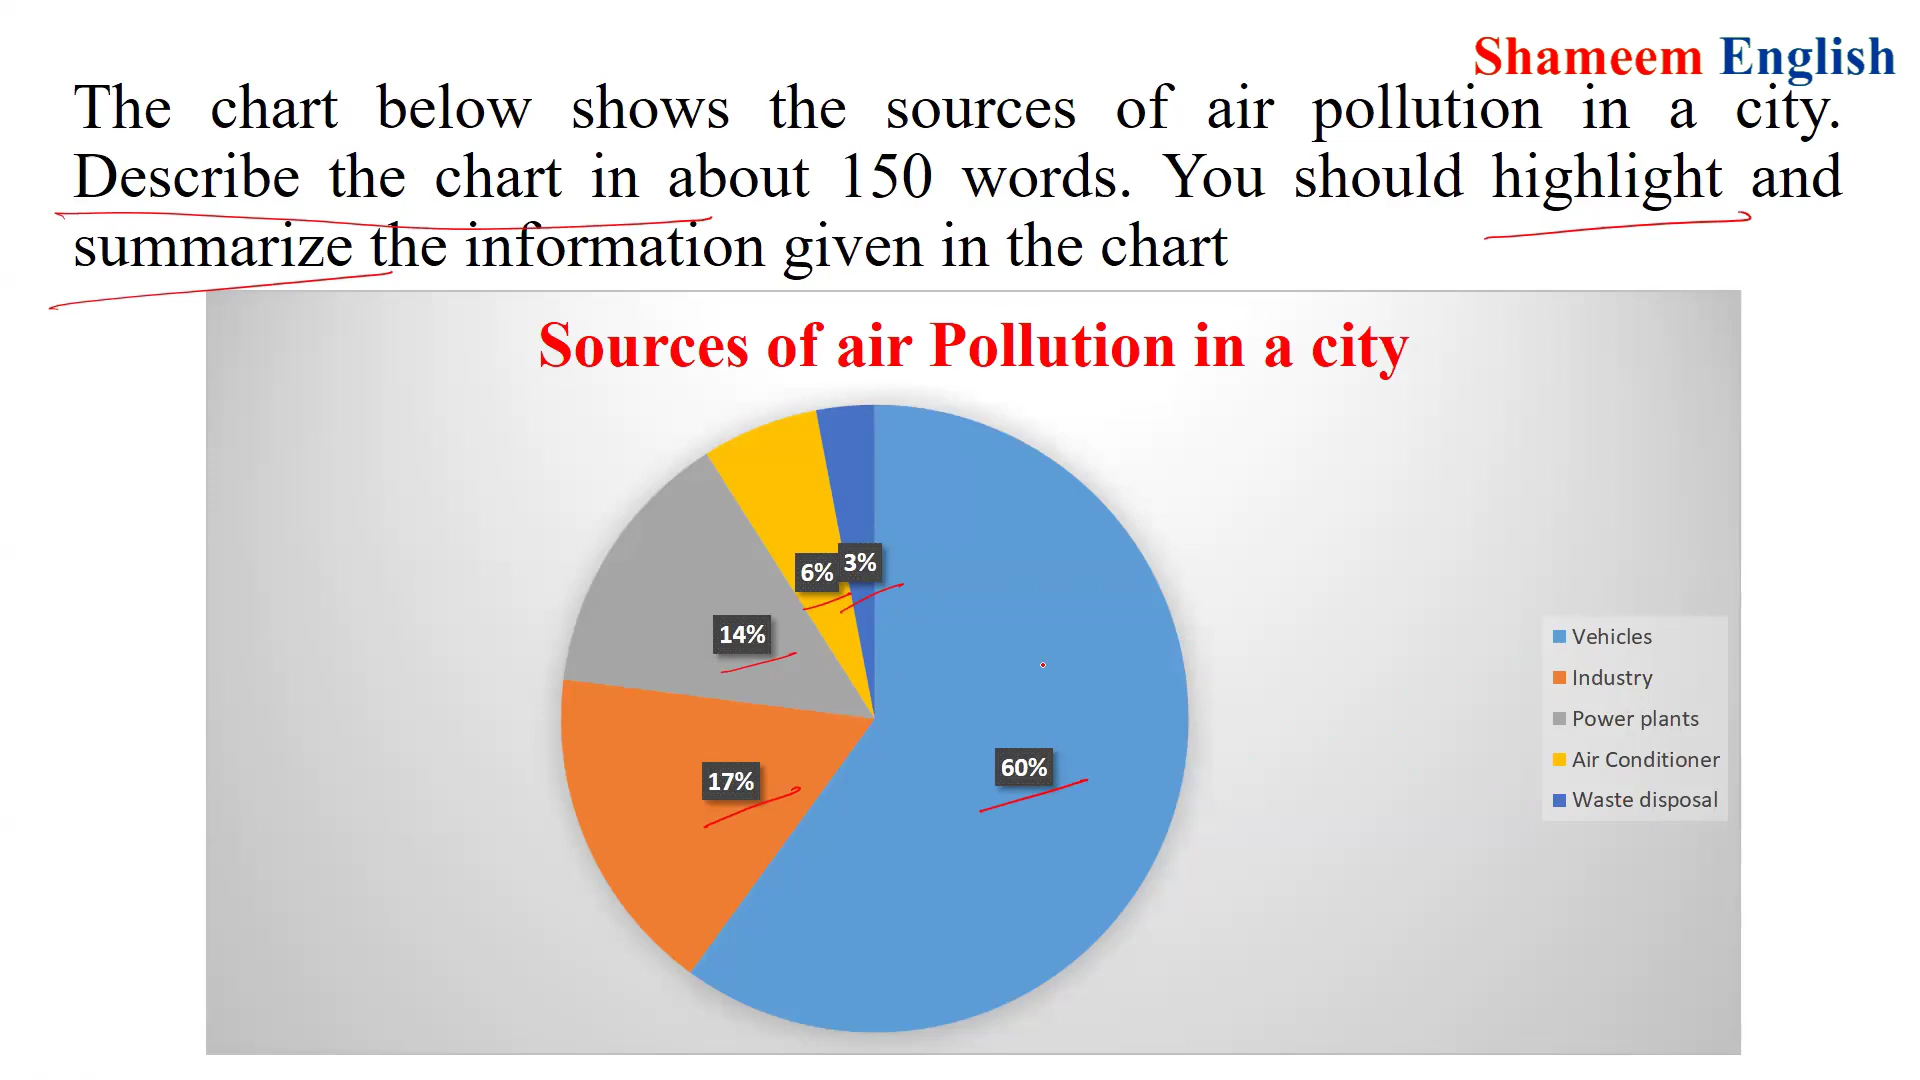 Shameem English
The chart below shows the sources of air pollution in a city.
Describe the chart in about 150 words. You should highlight and
summarize the information given in the chart
Sources of air Pollution in a city
6%
3%
14%
17%
60%
Vehicles
Industry
Power plants
Air Conditioner
Waste disposal